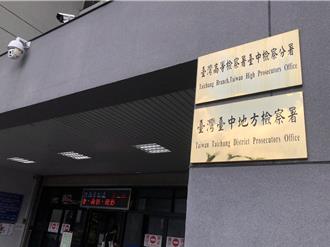 臺灣高等檢察署臺中檢察分署
Taichung Branch,Taiwan High Prosecutors Office
臺灣臺中地方檢察署
Taiwan Taichung District Prosecutors Office